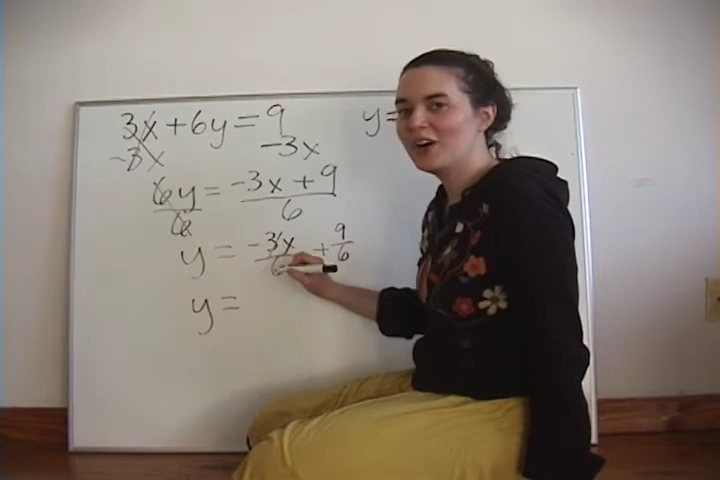 3x+6y=9
-3x -3x
6y = -3x+9
6 6
y = -3x + 9
6 6
y =
y=